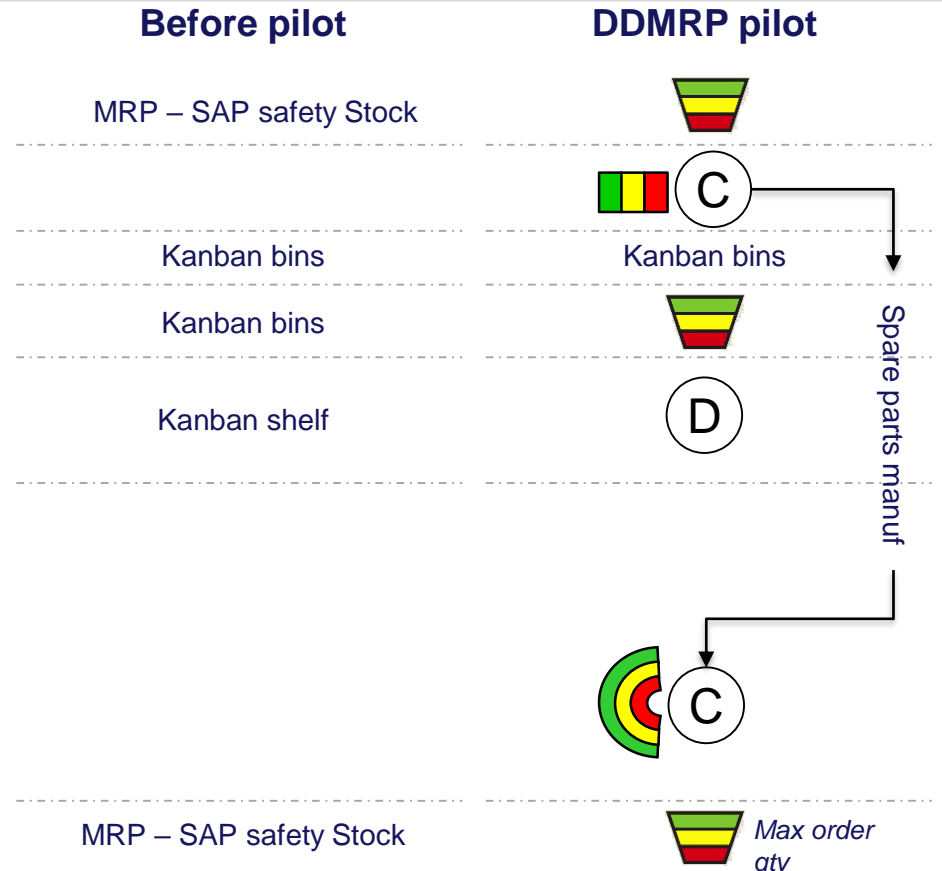 Before pilot
DDMRP pilot
MRP – SAP safety Stock
C
Kanban bins
Kanban bins
Kanban bins
Kanban shelf
D
Spare parts manuf
C
MRP – SAP safety Stock
Max order
qty